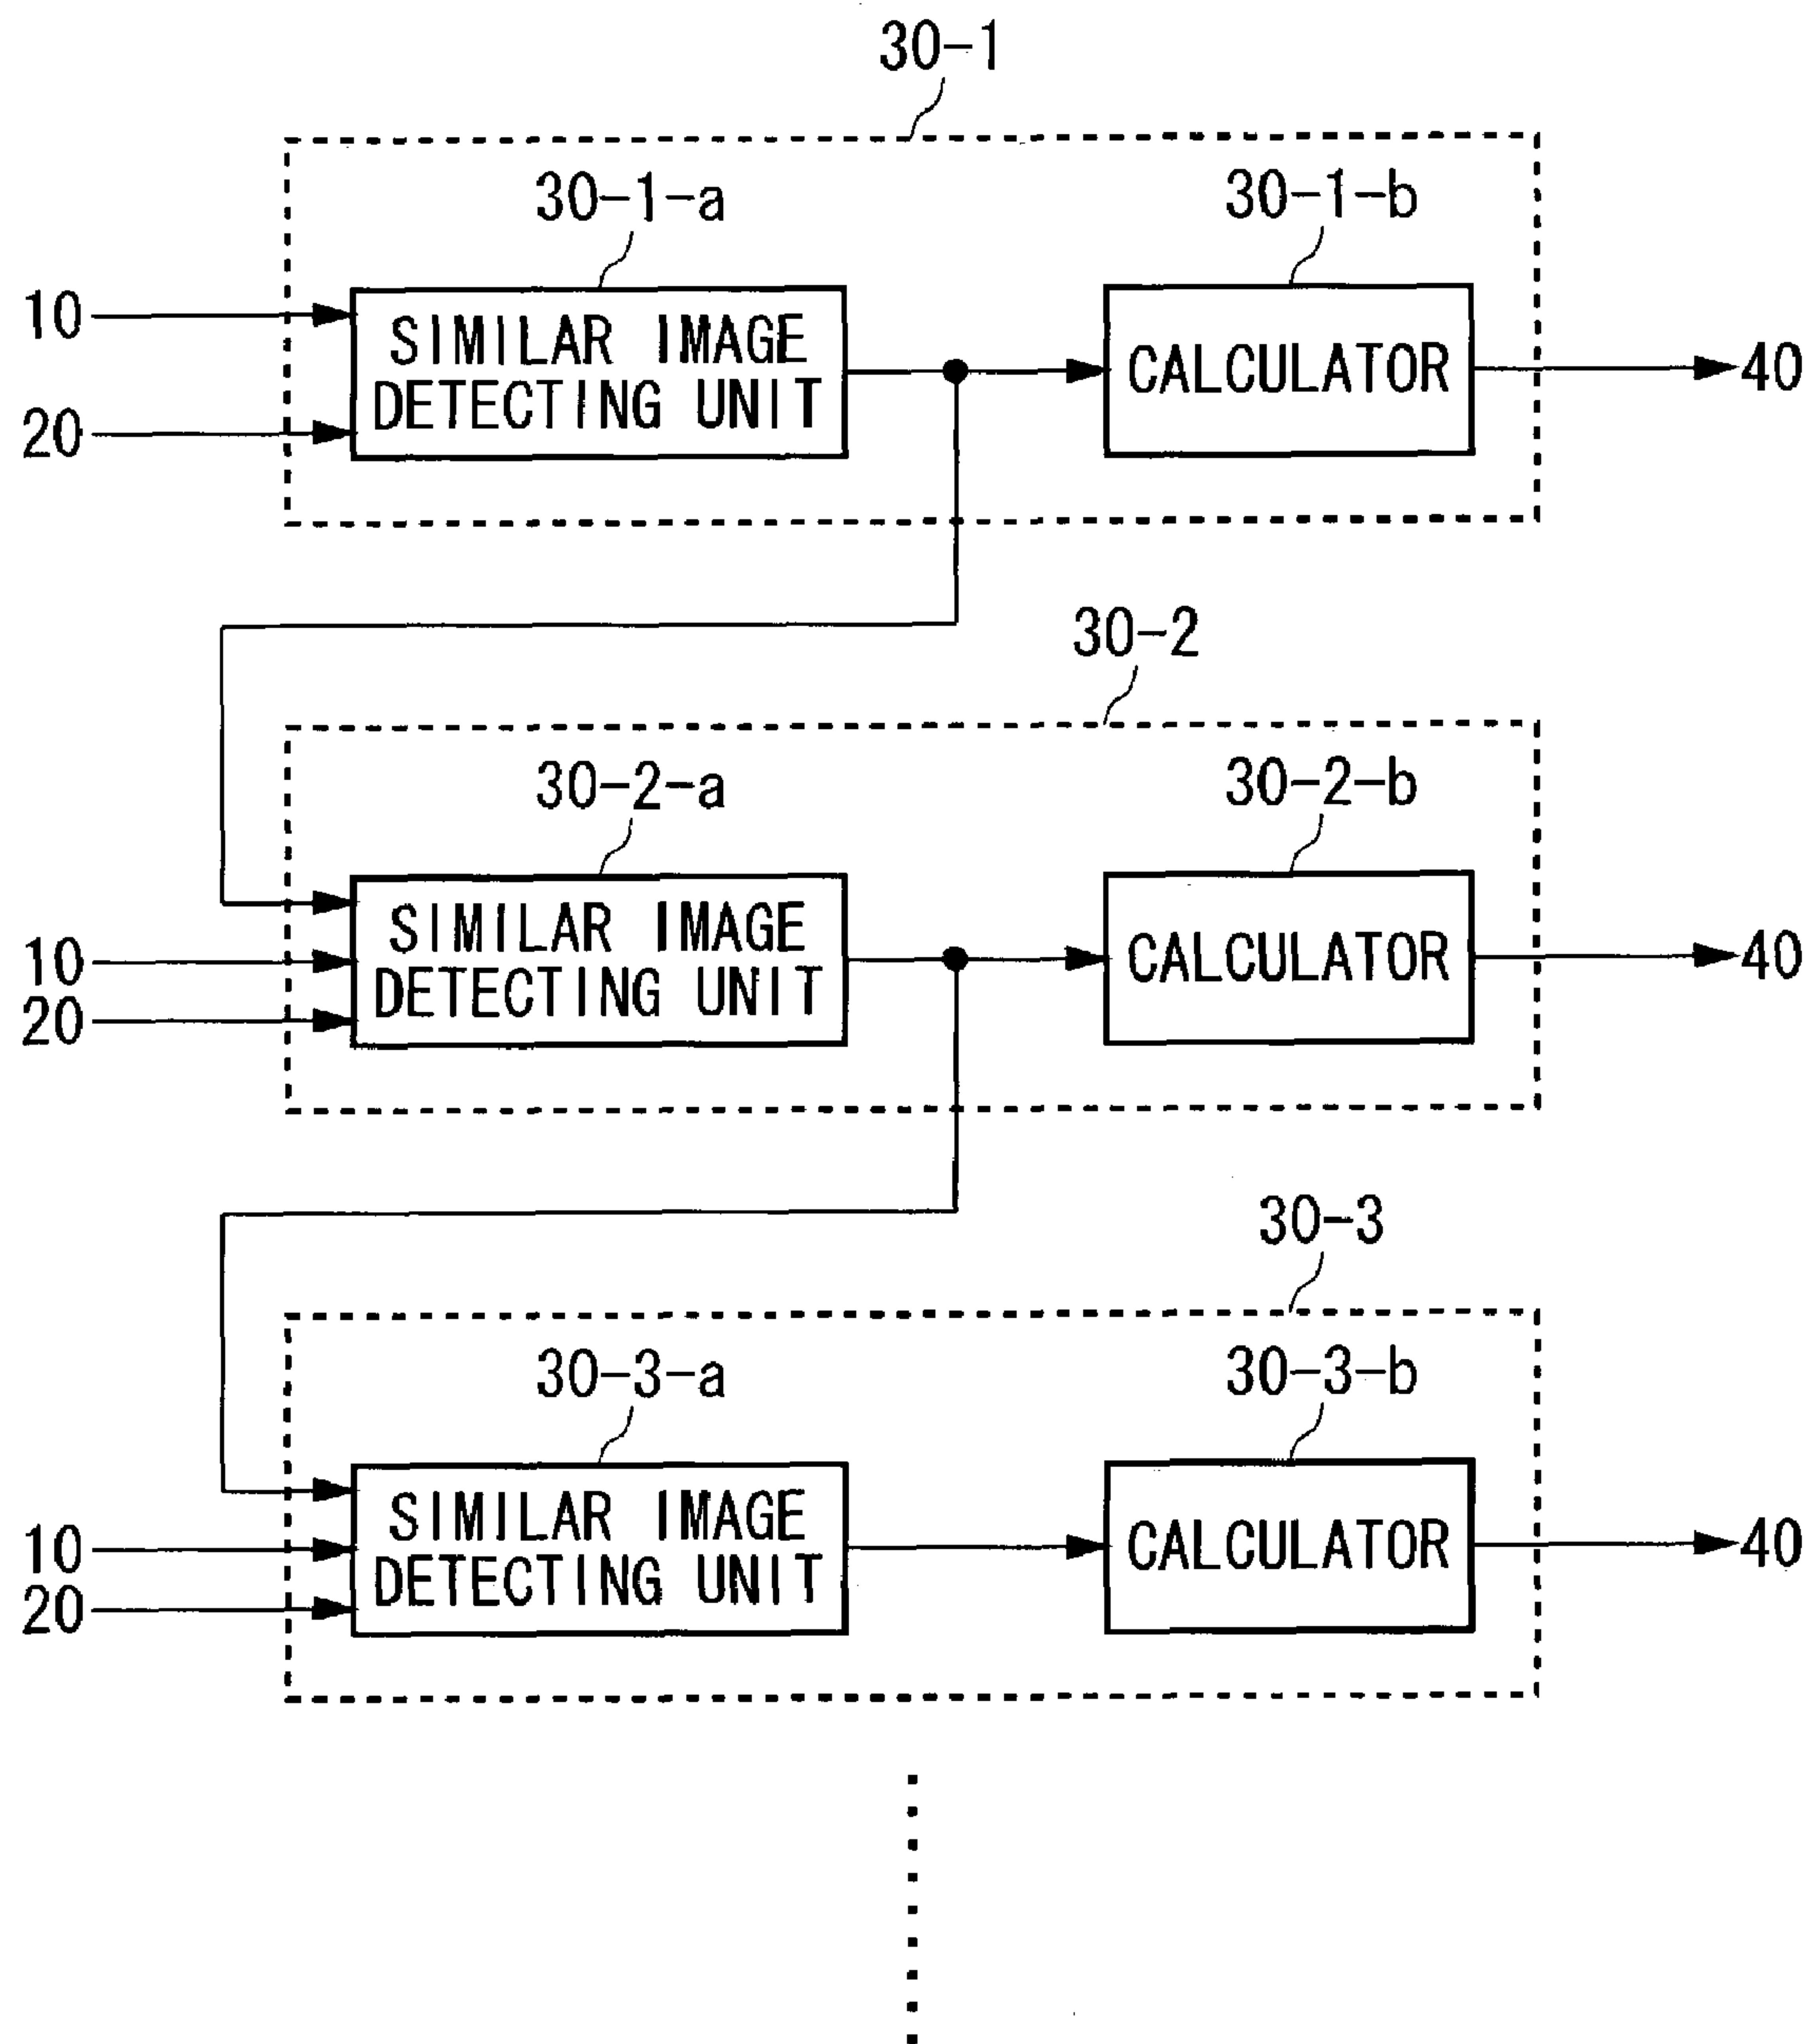 30-1
30-1-a
30-1-b
10
SIMILAR IMAGE
DETECTING UNIT
20
CALCULATOR
40
30-2
30-2-a
30-2-b
10
20
SIMILAR IMAGE
DETECTING UNIT
CALCULATOR
40
30-3
30-3-a
30-3-b
10
20
SIMILAR IMAGE
DETECTING UNIT
CALCULATOR
40